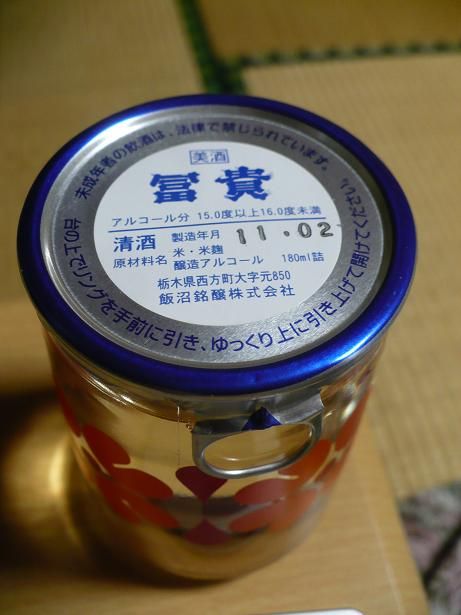 未成年者の飲酒は、法律で禁じられています。
美酒
冨貴
アルコール分 15.0度以上16.0度未満
清酒 製造年月 11.02
原材料名 米・米麹
醸造アルコール 180ml詰
栃木県西方町大字元850
飯沼銘醸株式会社
台の上でリングを手前に引き、ゆっくり上に引き上げて開けてください。